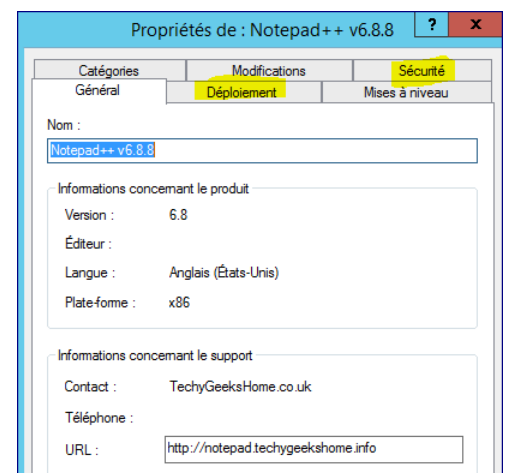 Propriétés de : Notepad++ v6.8.8 ? x
Catégories Modifications Sécurité
Général Déploiement Mises à niveau
Nom :
Notepad++ v6.8.8
Informations concernant le produit
Version : 6.8
Éditeur :
Langue : Anglais (États-Unis)
Plate-forme : x86
Informations concernant le support
Contact : TechyGeeksHome.co.uk
Téléphone :
URL : http://notepad.techygeekshome.info